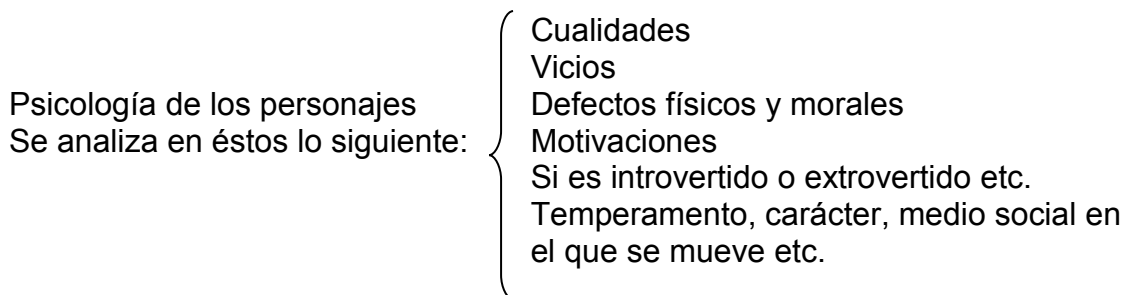 Psicología de los personajes
Se analiza en éstos lo siguiente:
Cualidades
Vicios
Defectos físicos y morales
Motivaciones
Si es introvertido o extrovertido etc.
Temperamento, carácter, medio social en
el que se mueve etc.